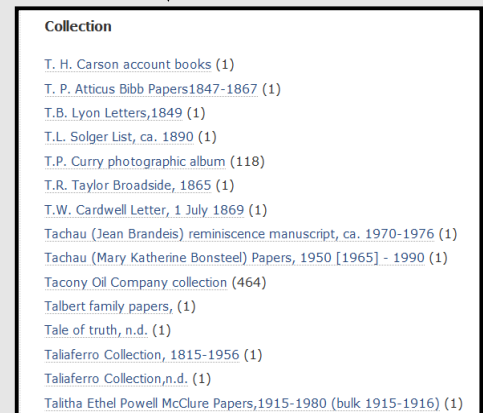 Collection
T. H. Carson account books (1)
T. P. Atticus Bibb Papers1847-1867 (1)
T.B. Lyon Letters,1849 (1)
T.L. Solger List, ca. 1890 (1)
T.P. Curry photographic album (118)
T.R. Taylor Broadside, 1865 (1)
T.W. Cardwell Letter, 1 July 1869 (1)
Tachau (Jean Brandeis) reminiscence manuscript, ca. 1970-1976 (1)
Tachau (Mary Katherine Bonsteel) Papers, 1950 [1965] - 1990 (1)
Tacony Oil Company collection (464)
Talbert family papers, (1)
Tale of truth, n.d. (1)
Taliaferro Collection, 1815-1956 (1)
Taliaferro Collection,n.d. (1)
Talitha Ethel Powell McClure Papers,1915-1980 (bulk 1915-1916) (1)